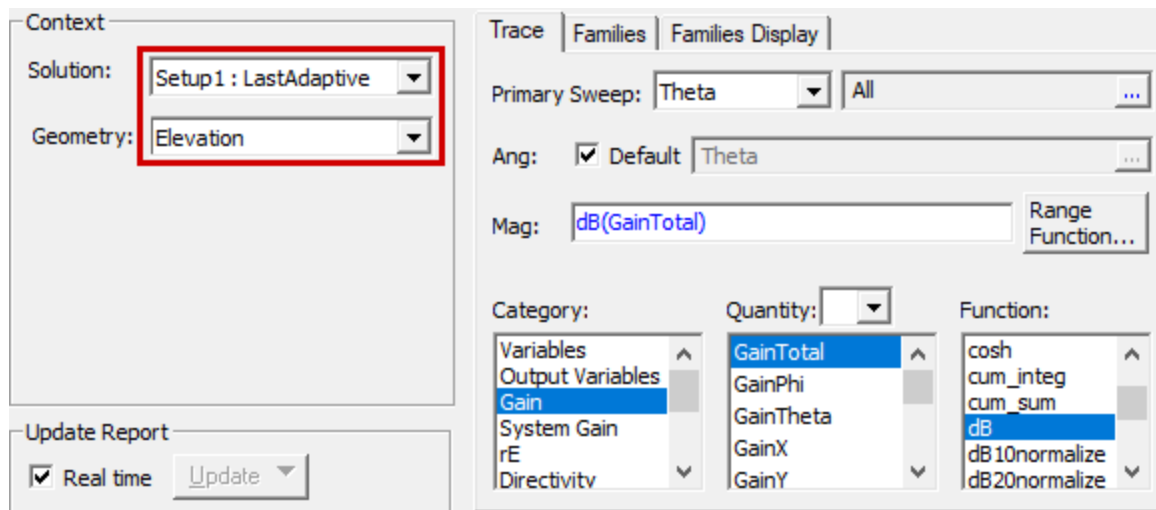 Context
Solution: Setup1 : LastAdaptive
Geometry: Elevation
Update Report
Real time Update
Trace Families Families Display
Primary Sweep: Theta All ...
Ang: Default Theta ...
Mag: dB(GainTotal) Range
Function...
Category: Quantity: Function:
Variables
Output Variables
Gain
System Gain
rE
Directivity
GainTotal
GainPhi
GainTheta
GainX
GainY
cosh
cum_integ
cum_sum
dB
dB10normalize
dB20normalize